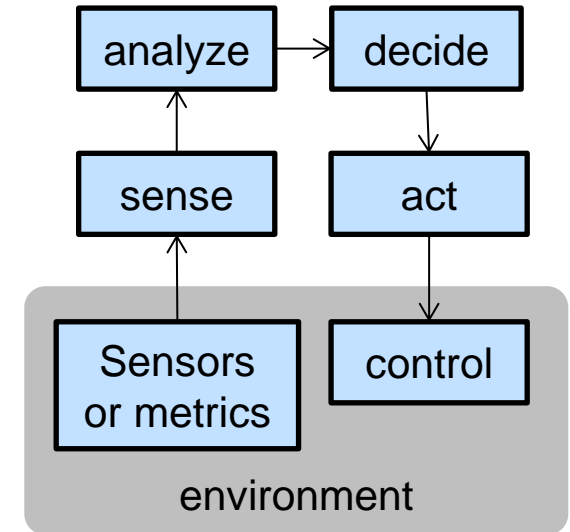 analyze
decide
sense
act
Sensors
or metrics
control
environment